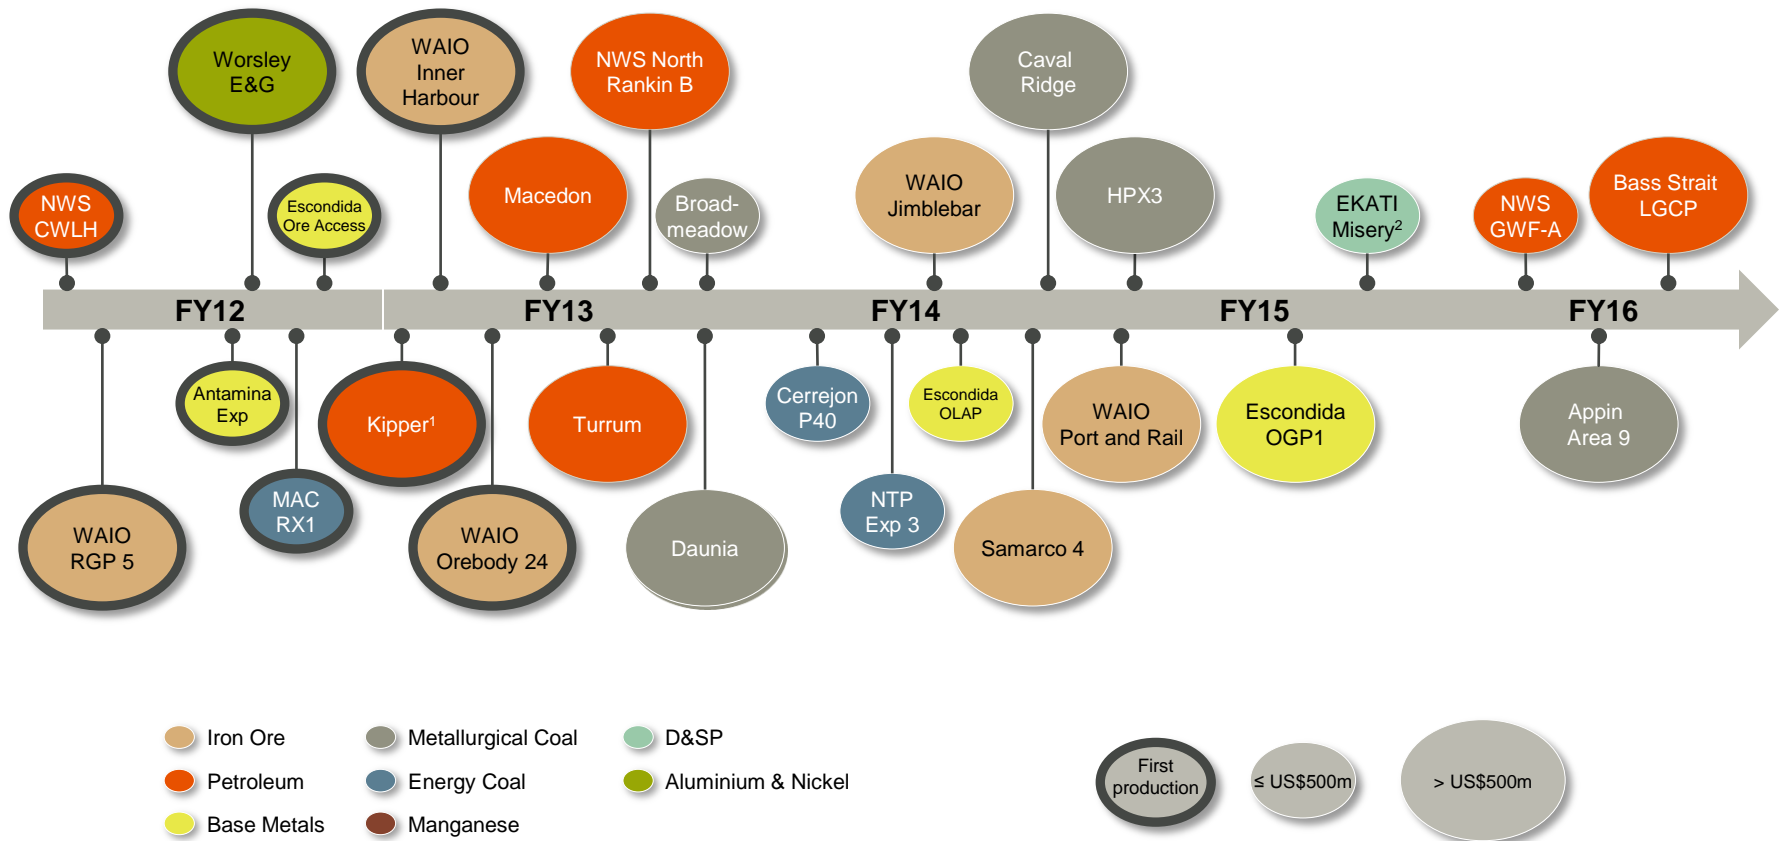 Worsley
E&G
WAIO
Inner
Harbour
NWS North
Rankin B
Caval
Ridge
NWS
CWLH
Escondida
Ore Access
Macedon
Broad-
meadow
WAIO
Jimblebar
HPX3
EKATI
Misery²
NWS
GWF-A
Bass Strait
LGCP
FY12
FY13
FY14
FY15
FY16
Antamina
Exp
Kipper¹
Turrum
Cerrejon
P40
Escondida
OLAP
WAIO
Port and Rail
Escondida
OGP1
Appin
Area 9
WAIO
RGP 5
MAC
RX1
WAIO
Orebody 24
Daunia
NTP
Exp 3
Samarco 4
Iron Ore
Metallurgical Coal
D&SP
Petroleum
Energy Coal
Aluminium & Nickel
Base Metals
Manganese
First
production
≤ US$500m
> US$500m